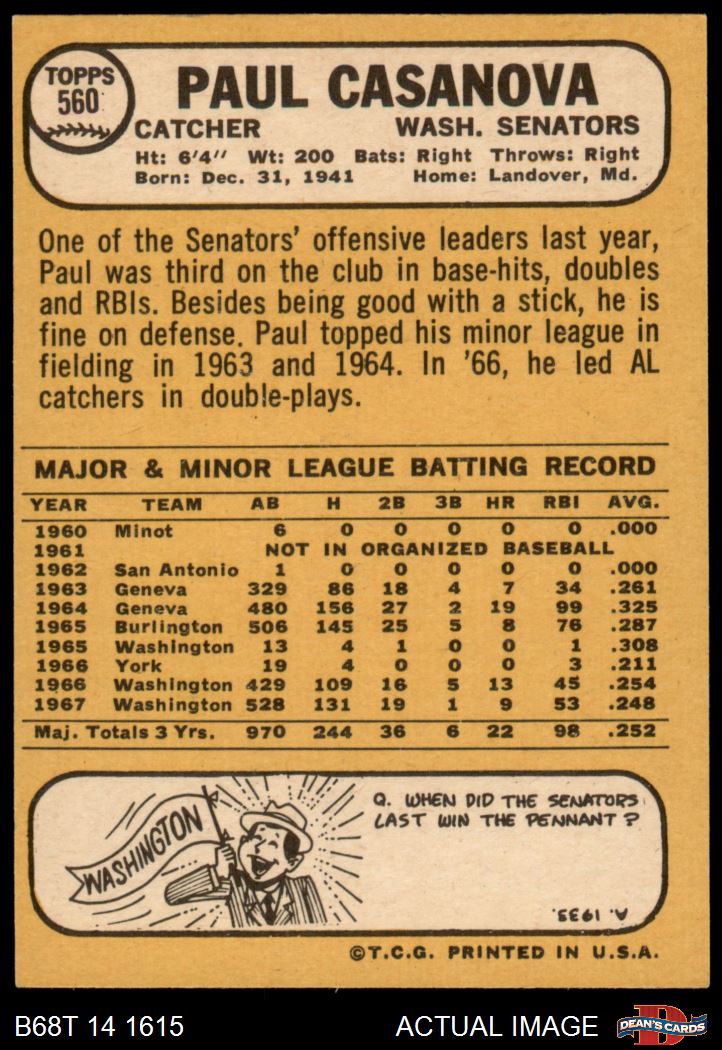 TOPPS
560
PAUL CASANOVA
CATCHER WASH. SENATORS
Ht: 6'4" Wt: 200 Bats: Right Throws: Right
Born: Dec. 31, 1941 Home: Landover, Md.
One of the Senators' offensive leaders last year,
Paul was third on the club in base-hits, doubles
and RBIs. Besides being good with a stick, he is
fine on defense. Paul topped his minor league in
fielding in 1963 and 1964. In '66, he led AL
catchers in double-plays.
MAJOR & MINOR LEAGUE BATTING RECORD
YEAR TEAM AB H 2B 3B HR RBI AVG.
1960 Minot 6 0 0 0 0 0 .000
1961 NOT IN ORGANIZED BASEBALL
1962 San Antonio 1 0 0 0 0 0 .000
1963 Geneva 329 86 18 4 7 34 .261
1964 Geneva 480 156 27 2 19 99 .325
1965 Burlington 506 145 25 5 8 76 .287
1965 Washington 13 4 1 0 0 1 .308
1966 York 19 4 0 0 0 3 .211
1966 Washington 429 109 16 5 13 45 .254
1967 Washington 528 131 19 1 9 53 .248
Maj. Totals 3 Yrs. 970 244 36 6 22 98 .252
WASHINGTON
Q. WHEN DID THE SENATORS
LAST WIN THE PENNANT?
A. 1933.
©T.C.G. PRINTED IN U.S.A.
B68T 14 1615 ACTUAL IMAGE D DEAN'S CARDS